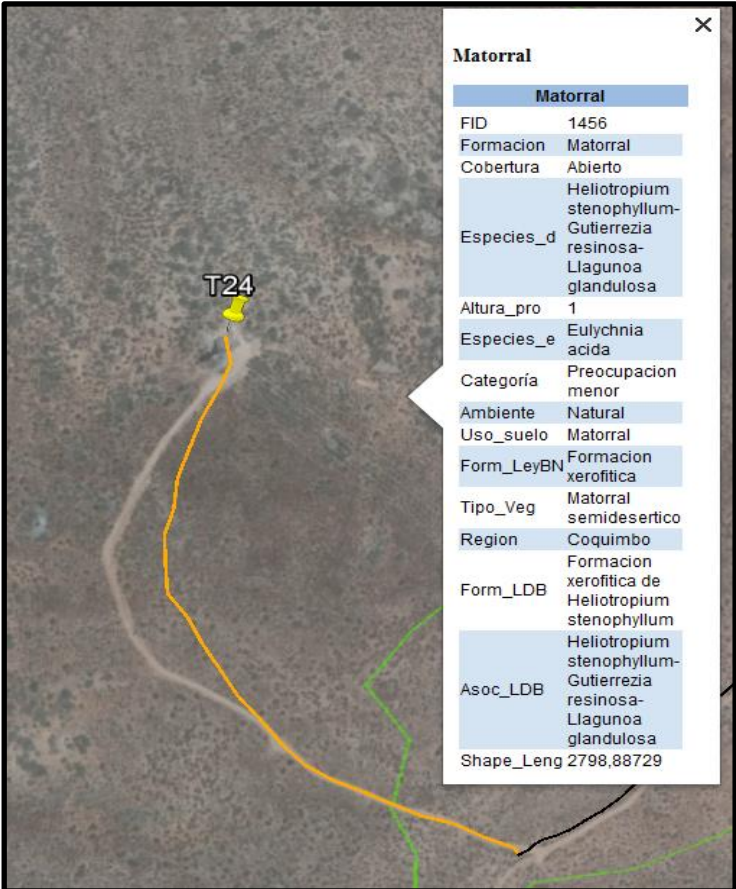 ×
Matorral
Matorral
FID 1456
Formacion Matorral
Cobertura Abierto
Especies_d Heliotropium
stenophyllum-
Gutierrezia
resinosa-
Llagunoa
glandulosa
Altura_pro 1
Especies_e Eulychnia
acida
Categoría Preocupacion
menor
Ambiente Natural
Uso_suelo Matorral
Form_LeyBN Formacion
xerofitica
Tipo_Veg Matorral
semidesertico
Region Coquimbo
Form_LDB Formacion
xerofitica de
Heliotropium
stenophyllum
Asoc_LDB Heliotropium
stenophyllum-
Gutierrezia
resinosa-
Llagunoa
glandulosa
Shape_Leng 2798,88729
T24